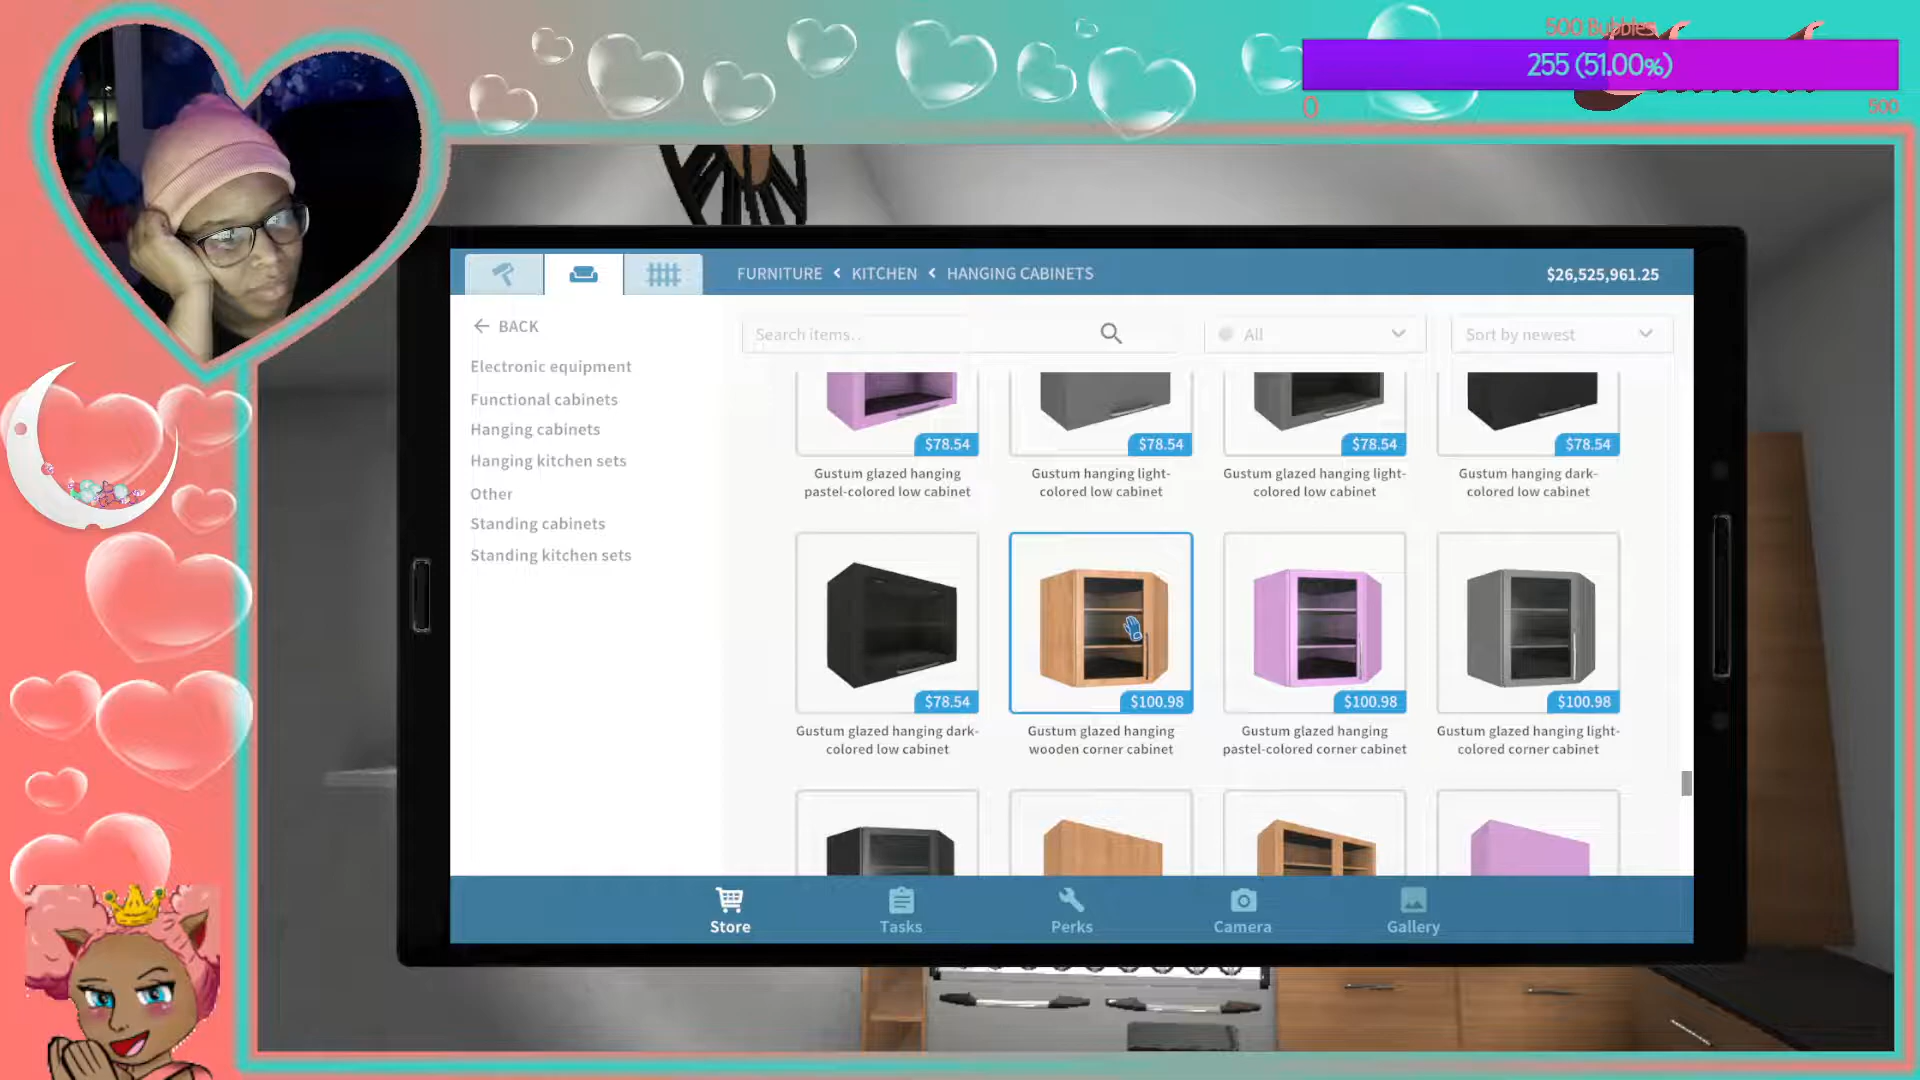 500 Bubbles
255 (51.00%)
0
500
FURNITURE < KITCHEN < HANGING CABINETS
$26,525,961.25
BACK
Electronic equipment
Functional cabinets
Hanging cabinets
Hanging kitchen sets
Other
Standing cabinets
Standing kitchen sets
Search items..
All
Sort by newest
$78.54
$78.54
$78.54
$78.54
Gustum glazed hanging
pastel-colored low cabinet
Gustum hanging light-
colored low cabinet
Gustum glazed hanging light-
colored low cabinet
Gustum hanging dark-
colored low cabinet
$78.54
$100.98
$100.98
$100.98
Gustum glazed hanging dark-
colored low cabinet
Gustum glazed hanging
wooden corner cabinet
Gustum glazed hanging
pastel-colored corner cabinet
Gustum glazed hanging light-
colored corner cabinet
Store
Tasks
Perks
Camera
Gallery